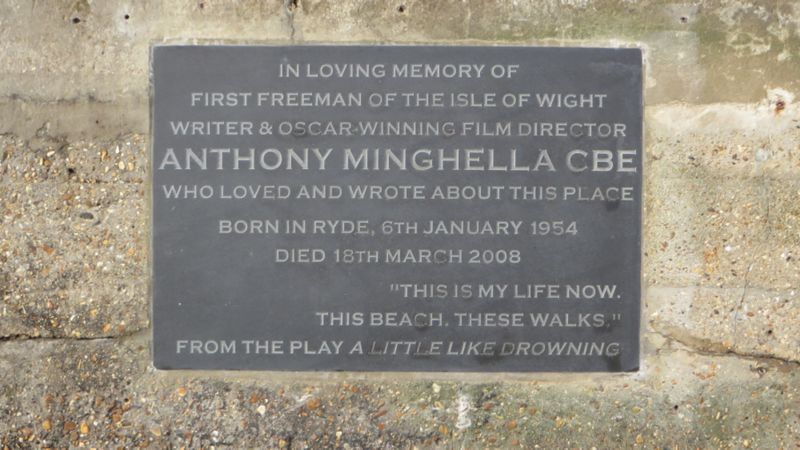 IN LOVING MEMORY OF
FIRST FREEMAN OF THE ISLE OF WIGHT
WRITER & OSCAR-WINNING FILM DIRECTOR
ANTHONY MINGHELLA CBE
WHO LOVED AND WROTE ABOUT THIS PLACE
BORN IN RYDE, 6TH JANUARY 1954
DIED 18TH MARCH 2008
"THIS IS MY LIFE NOW.
THIS BEACH. THESE WALKS."
FROM THE PLAY A LITTLE LIKE DROWNING